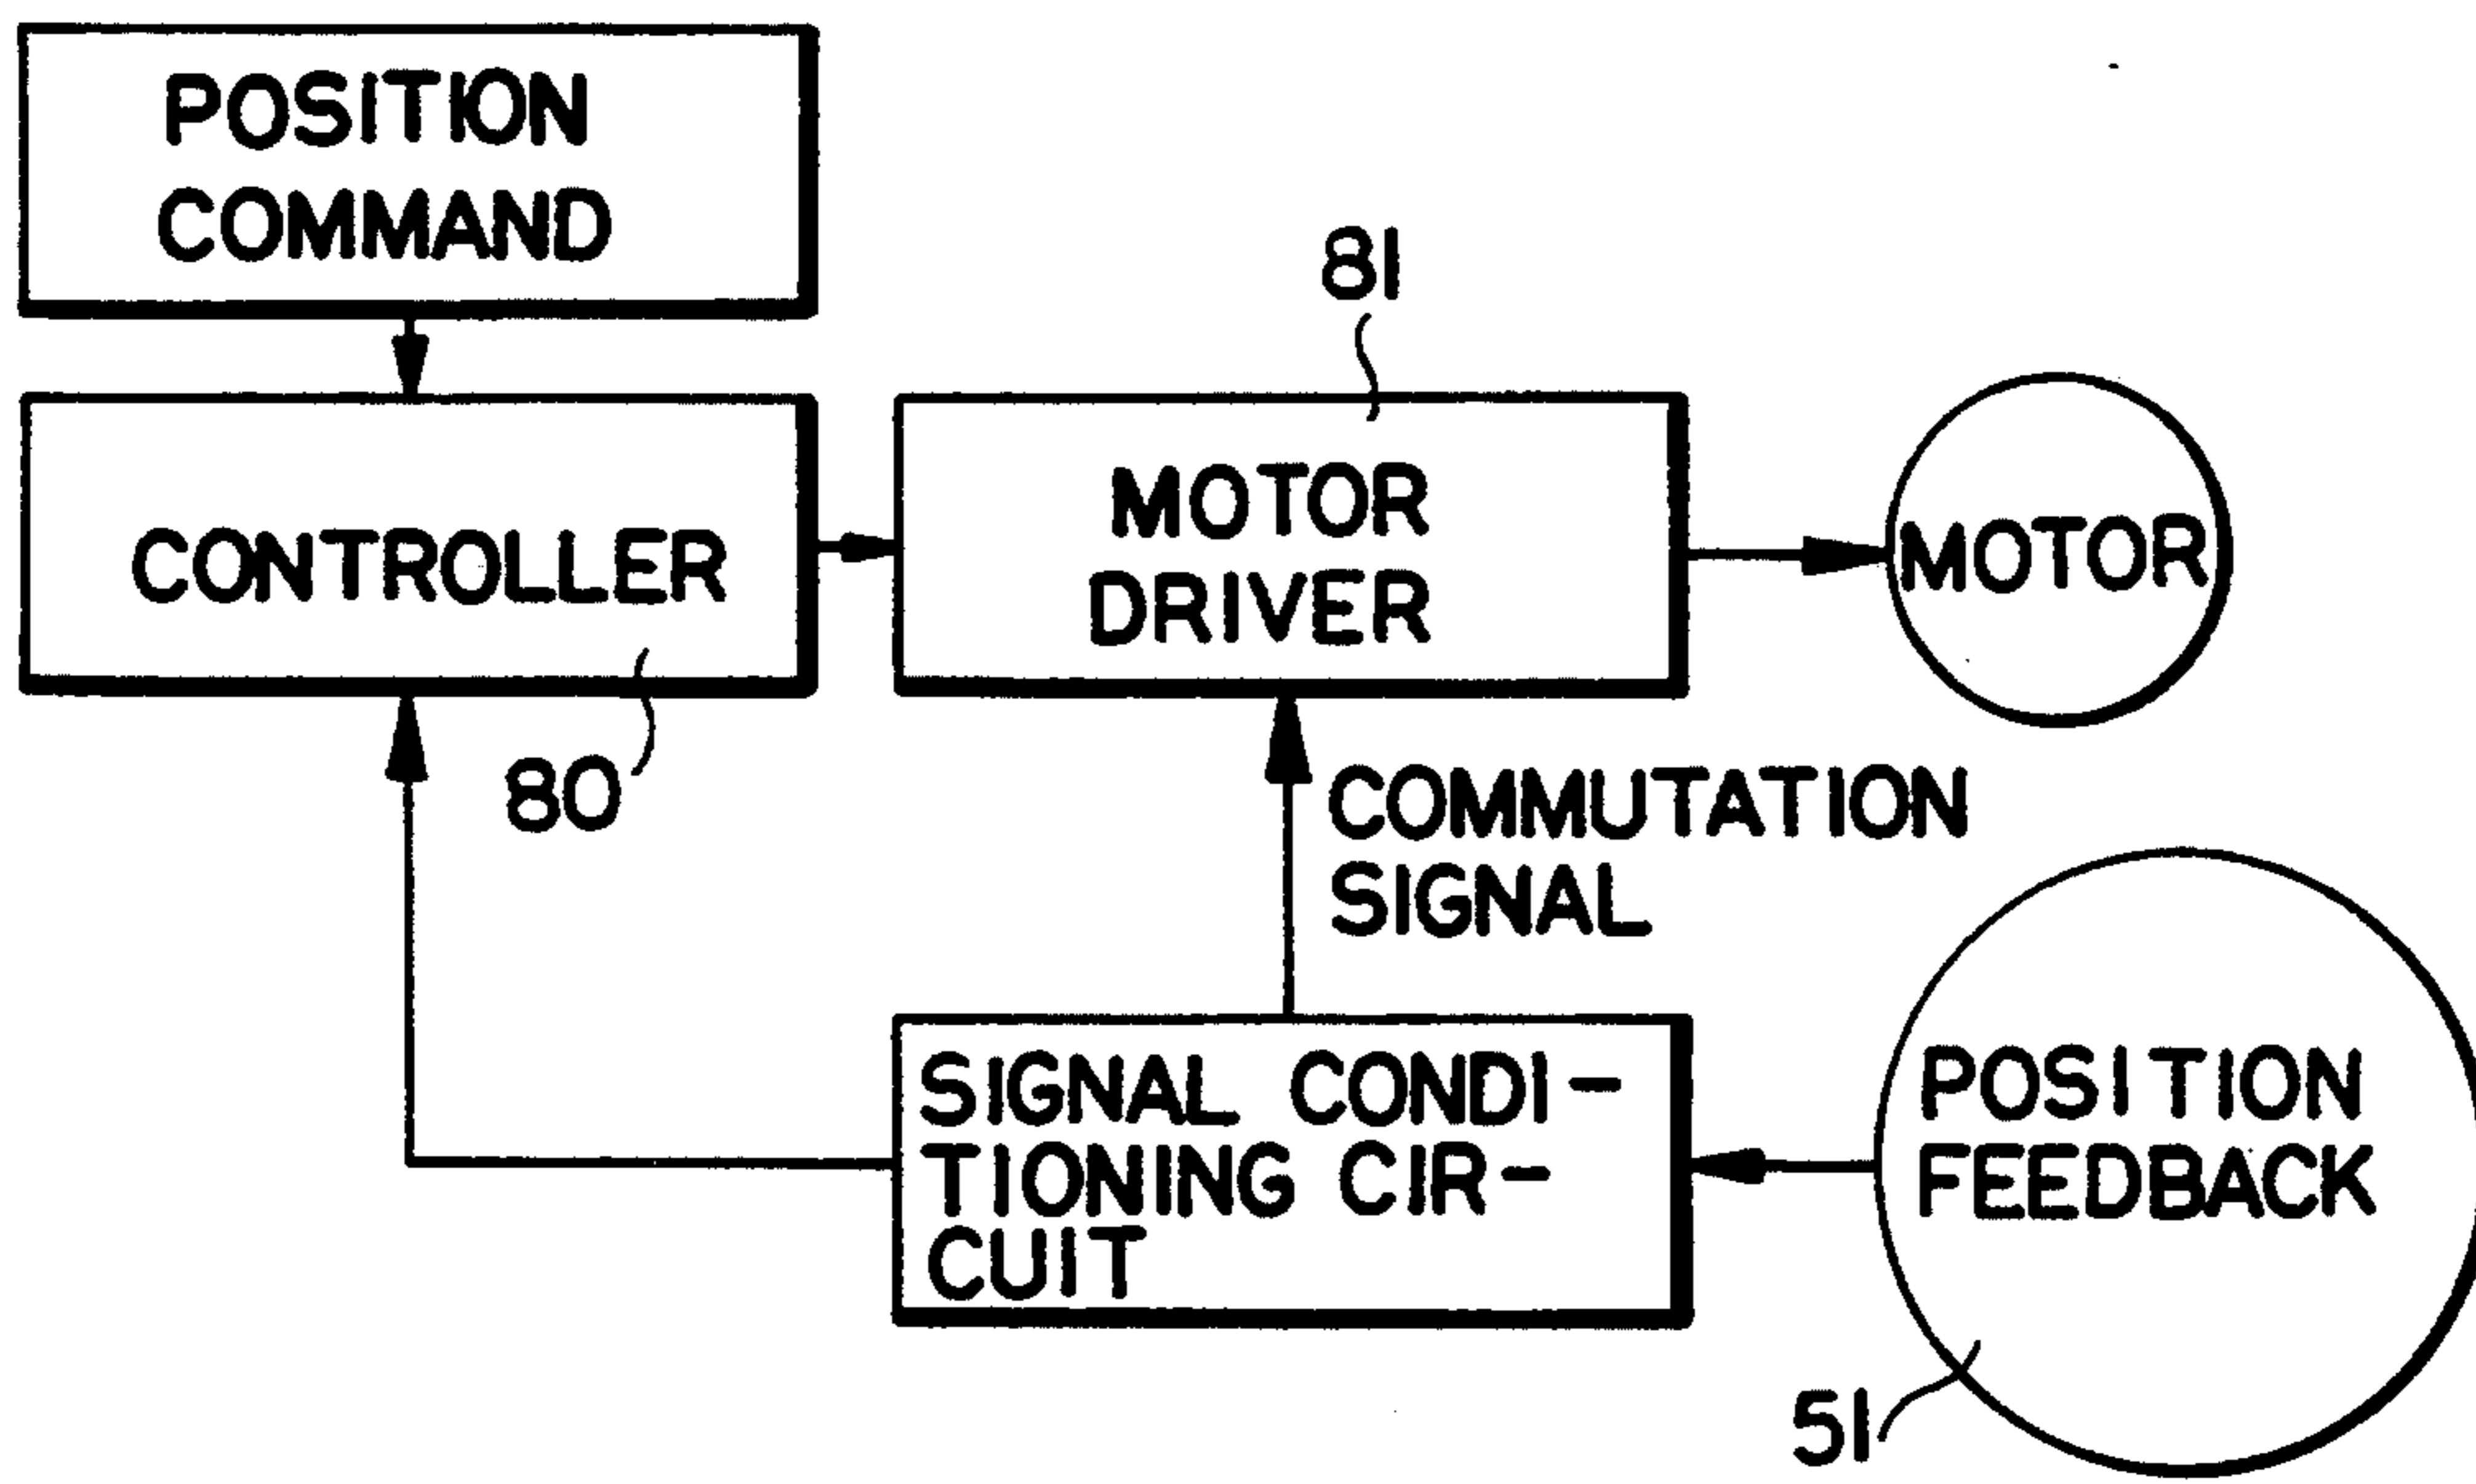 POSITION
COMMAND
81
CONTROLLER
MOTOR
DRIVER
MOTOR
80
COMMUTATION
SIGNAL
SIGNAL CONDI-
TIONING CIR-
CUIT
POSITION
FEEDBACK
51